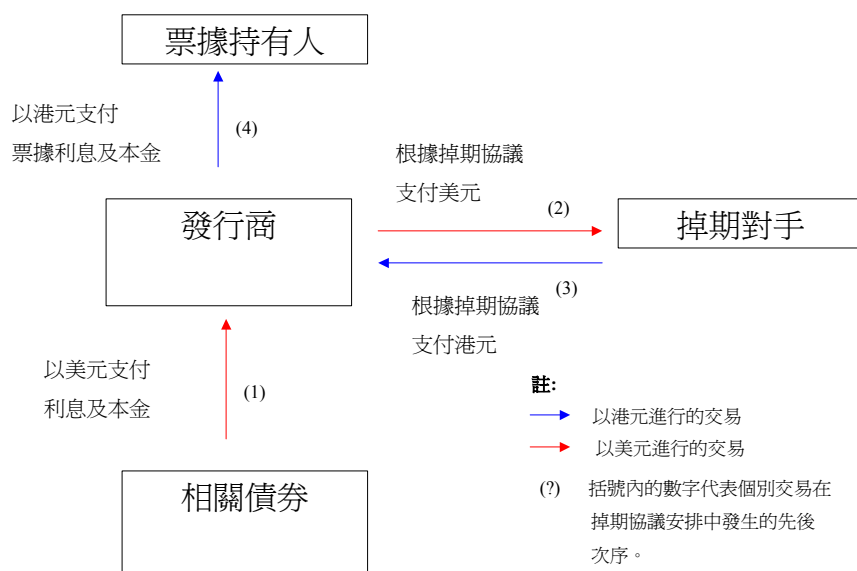 票據持有人
以港元支付
票據利息及本金
(4)
根據掉期協議
支付美元
(2)
發行商
掉期對手
(3)
根據掉期協議
支付港元
以美元支付
利息及本金
(1)
註:
以港元進行的交易
以美元進行的交易
相關債券
(?) 括號內的數字代表個別交易在
掉期協議安排中發生的先後
次序。